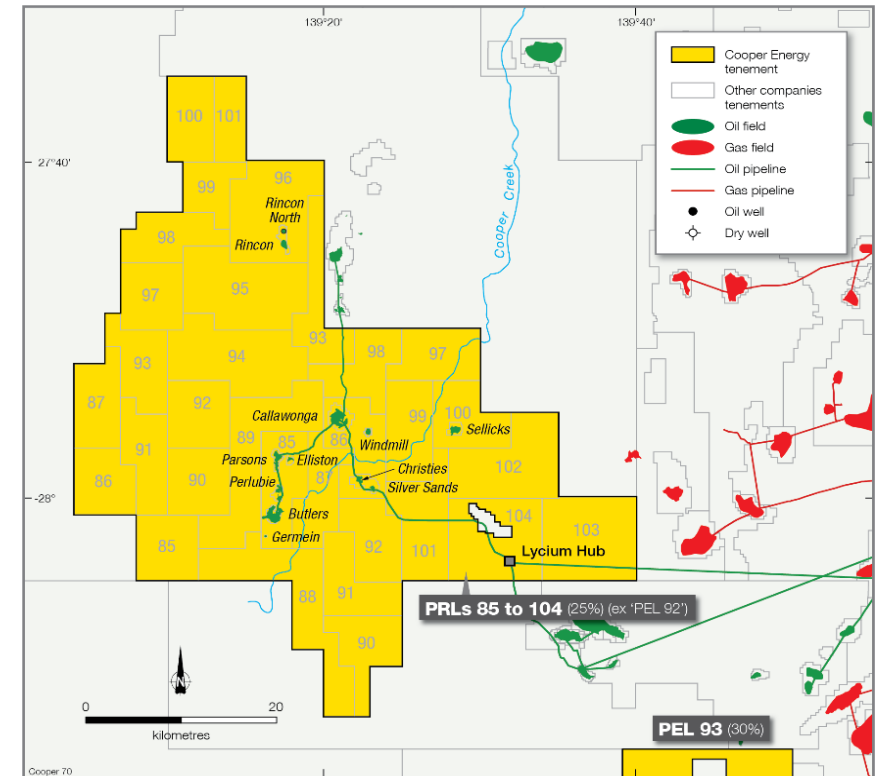 139°20'
139°40'
27°40'
28°
Cooper Energy
tenement
Other companies
tenements
Oil field
Gas field
Oil pipeline
Gas pipeline
Oil well
Dry well
Cooper Creek
100
101
99
96
Rincon
North
Rincon
98
97
95
93
93
94
98
97
87
92
99
100
Callawonga
89
85
86
Windmill
Sellicks
91
Parsons
Elliston
Christies
102
86
90
Perlubie
87
Silver Sands
Butlers
Germein
104
103
85
92
101
Lycium Hub
88
91
90
PRLs 85 to 104 (25%) (ex ‘PEL 92’)
N
0
20
kilometres
PEL 93 (30%)
Cooper 70